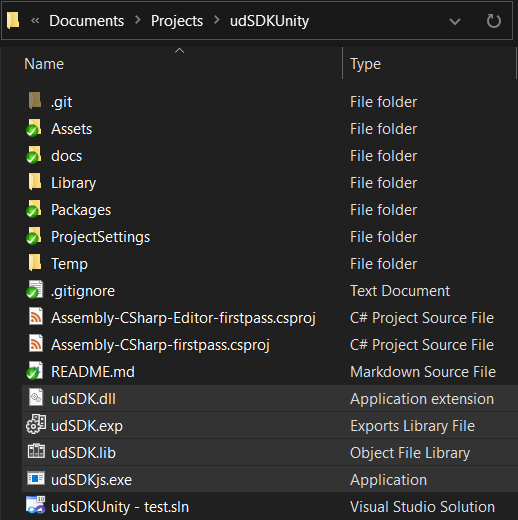 « Documents > Projects > udSDKUnity
Name Type
.git File folder
Assets File folder
docs File folder
Library File folder
Packages File folder
ProjectSettings File folder
Temp File folder
.gitignore Text Document
Assembly-CSharp-Editor-firstpass.csproj C# Project Source File
Assembly-CSharp-firstpass.csproj C# Project Source File
README.md Markdown Source File
udSDK.dll Application extension
udSDK.exp Exports Library File
udSDK.lib Object File Library
udSDKjs.exe Application
udSDKUnity - test.sln Visual Studio Solution